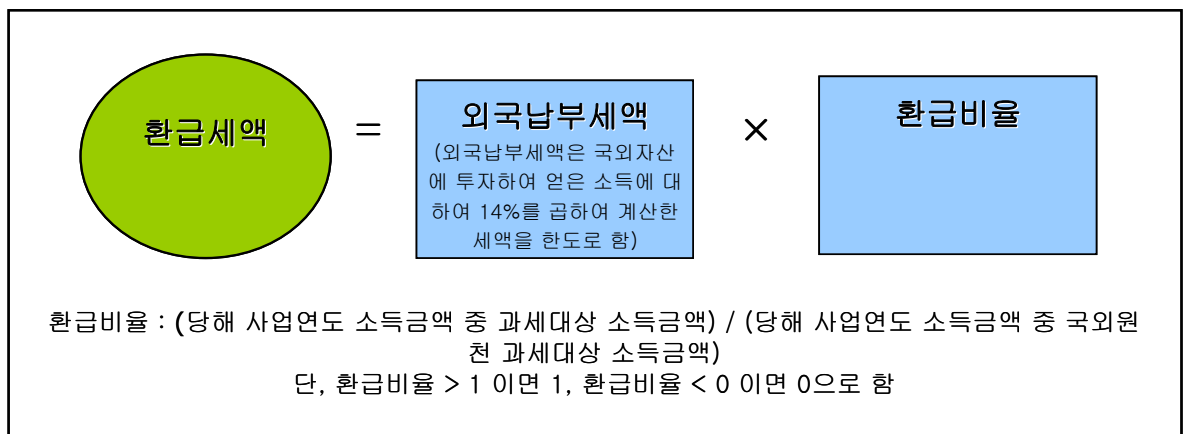 환급세액
=
외국납부세액
(외국납부세액은 국외자산
에 투자하여 얻은 소득에 대
하여 14%를 곱하여 계산한
세액을 한도로 함)
×
환급비율
환급비율 : (당해 사업연도 소득금액 중 과세대상 소득금액) / (당해 사업연도 소득금액 중 국외원
천 과세대상 소득금액)
단, 환급비율 > 1 이면 1, 환급비율 < 0 이면 0으로 함